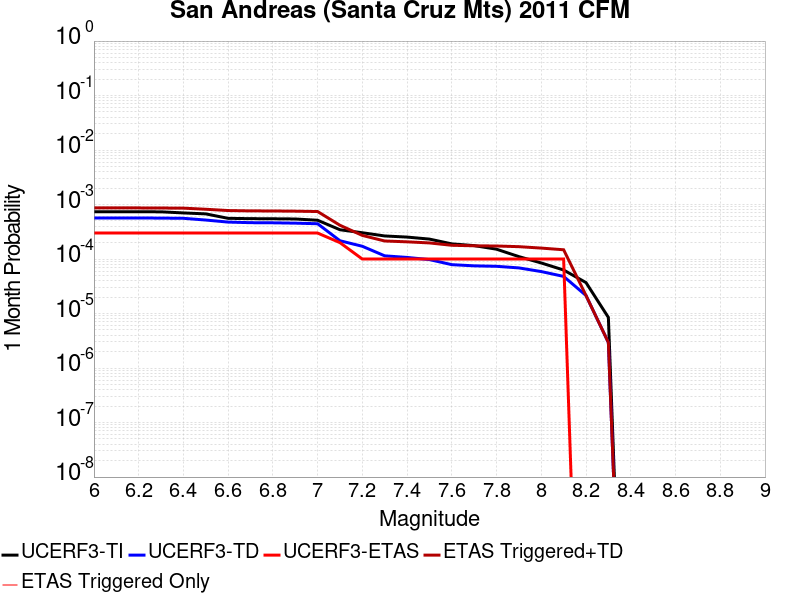 San Andreas (Santa Cruz Mts) 2011 CFM
10 0
10 -1
10 -2
10 -3
10 -4
10 -5
10 -6
10 -7
10 -8
1 Month Probability
6 6.2 6.4 6.6 6.8 7 7.2 7.4 7.6 7.8 8 8.2 8.4 8.6 8.8 9
Magnitude
UCERF3-TI UCERF3-TD UCERF3-ETAS ETAS Triggered+TD
ETAS Triggered Only